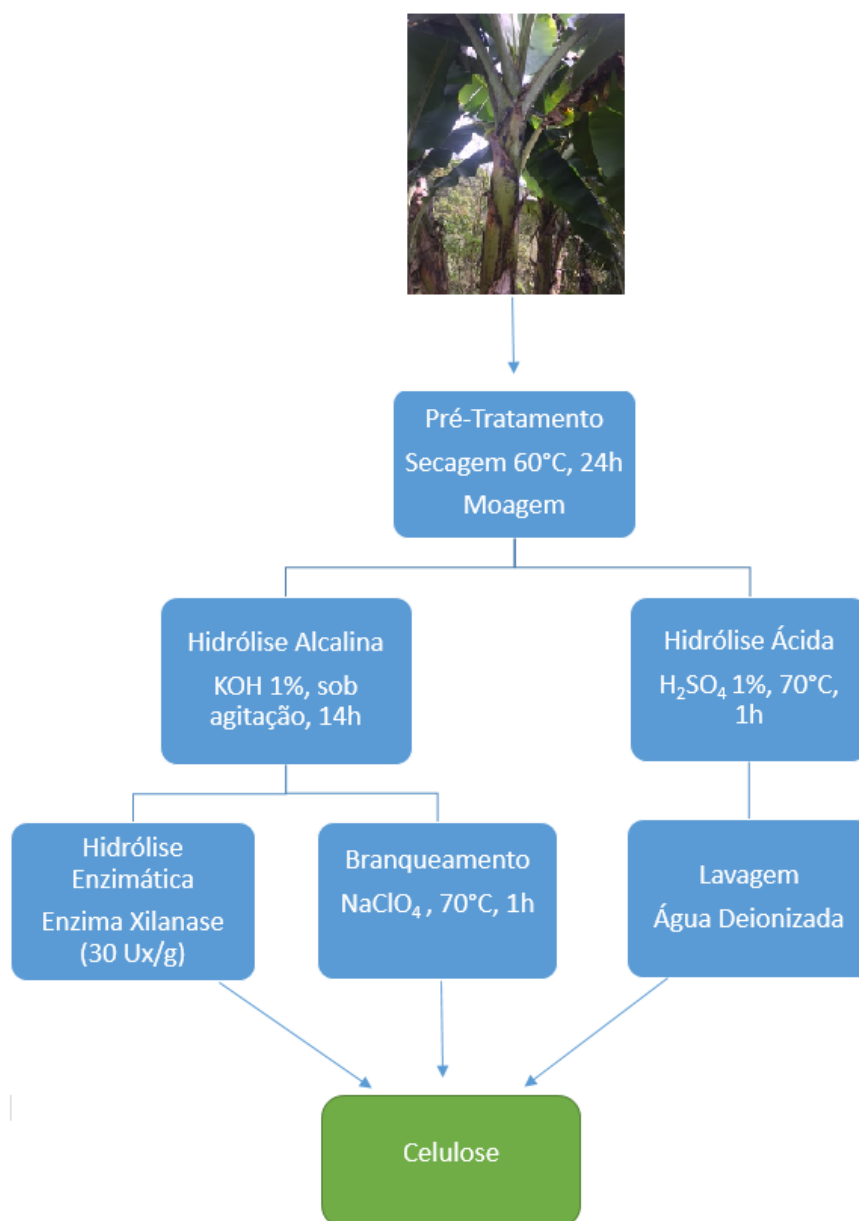 Pré-Tratamento
Secagem 60°C, 24h
Moagem
Hidrólise Alcalina
KOH 1%, sob
agitação, 14h
Hidrólise Ácida
H₂SO₄ 1%, 70°C,
1h
Hidrólise
Enzimática
Enzima Xilanase
(30 Ux/g)
Branqueamento
NaClO₄ , 70°C, 1h
Lavagem
Água Deionizada
Celulose